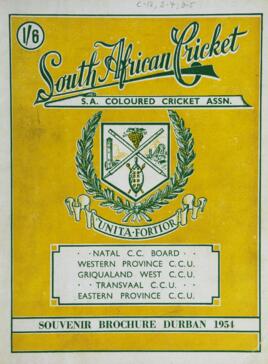 1/6
South African Cricket
S.A. COLOURED CRICKET ASSN.
UNITA·FORTIOR
· · NATAL C.C. BOARD · ·
WESTERN PROVINCE C.C.U.
GRIQUALAND WEST C.C.U.
· · TRANSVAAL C.C.U. · ·
EASTERN PROVINCE C.C.U.
SOUVENIR BROCHURE DURBAN 1954